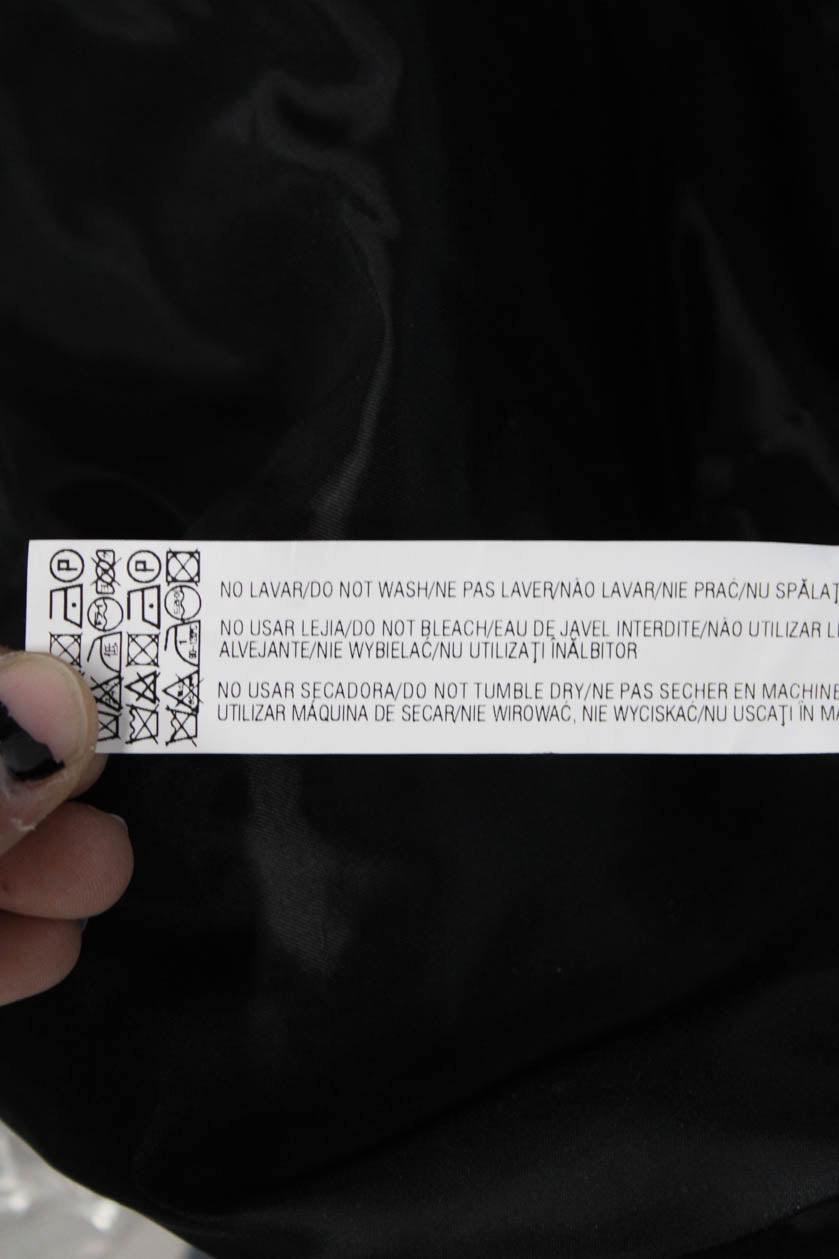 NO LAVAR/DO NOT WASH/NE PAS LAVER/NÃO LAVAR/NIE PRAĆ/NU SPĂLAŢ
NO USAR LEJIA/DO NOT BLEACH/EAU DE JAVEL INTERDITE/NÃO UTILIZAR
ALVEJANTE/NIE WYBIELAĆ/NU UTILIZAŢI ÎNĂLBITOR
NO USAR SECADORA/DO NOT TUMBLE DRY/NE PAS SECHER EN MACHINE
UTILIZAR MÁQUINA DE SECAR/NIE WIROWAĆ, NIE WYCISKAĆ/NU USCAŢI ÎN
P
P